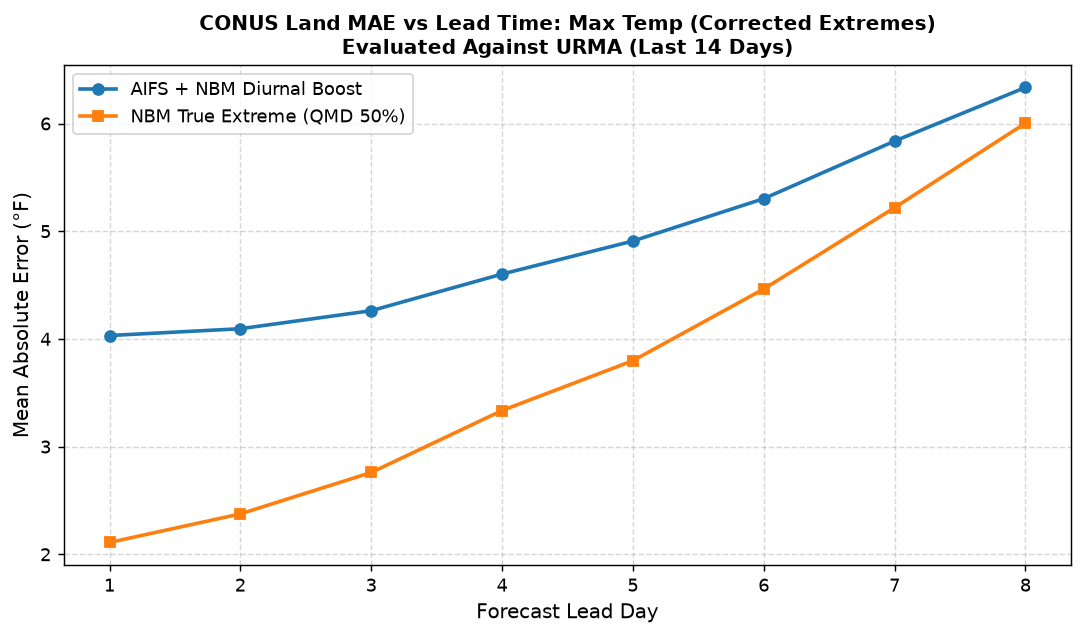 CONUS Land MAE vs Lead Time: Max Temp (Corrected Extremes)
Evaluated Against URMA (Last 14 Days)
AIFS + NBM Diurnal Boost
NBM True Extreme (QMD 50%)
Mean Absolute Error (°F)
6
5
4
3
2
1 2 3 4 5 6 7 8
Forecast Lead Day